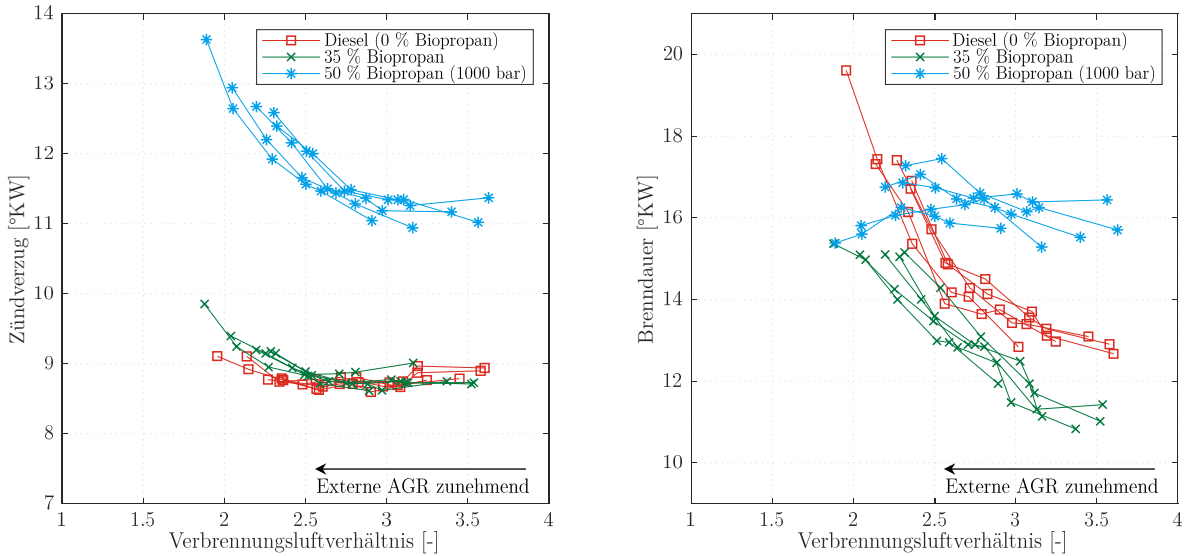 14
13
12
11
10
9
8
7
Zündverzug [°KW]
Diesel (0 % Biopropan)
35 % Biopropan
50 % Biopropan (1000 bar)
Externe AGR zunehmend
1
1.5
2
2.5
3
3.5
4
Verbrennungsluftverhältnis [-]
20
18
16
14
12
10
Brenndauer [°KW]
Diesel (0 % Biopropan)
35 % Biopropan
50 % Biopropan (1000 bar)
Externe AGR zunehmend
1
1.5
2
2.5
3
3.5
4
Verbrennungsluftverhältnis [-]